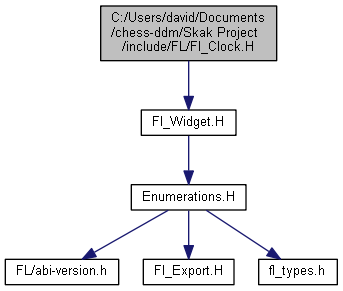 C:/Users/david/Documents
/chess-ddm/Skak Project
/include/FL/Fl_Clock.H
Fl_Widget.H
Enumerations.H
FL/abi-version.h
Fl_Export.H
fl_types.h